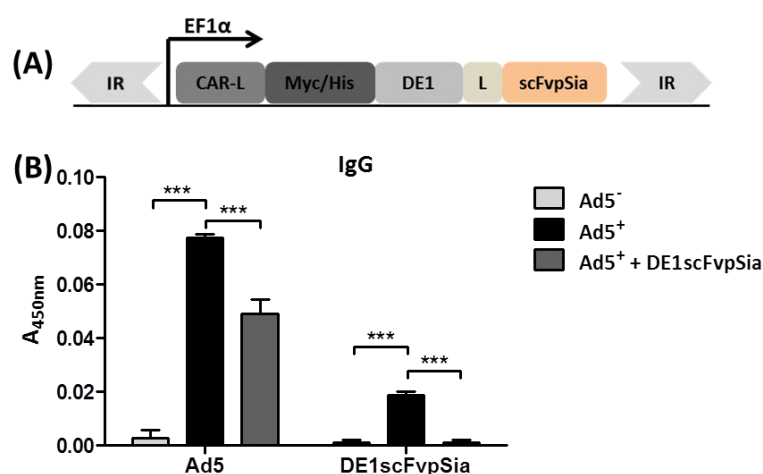 EF1α
(A)
IR CAR-L Myc/His DE1 L scFvpSia IR
(B)
IgG
0.10
0.08
0.06
0.04
0.02
0.00
A450nm
*** ***
*** ***
Ad5 DE1scFvpSia
Ad5-
Ad5+
Ad5+ + DE1scFvpSia